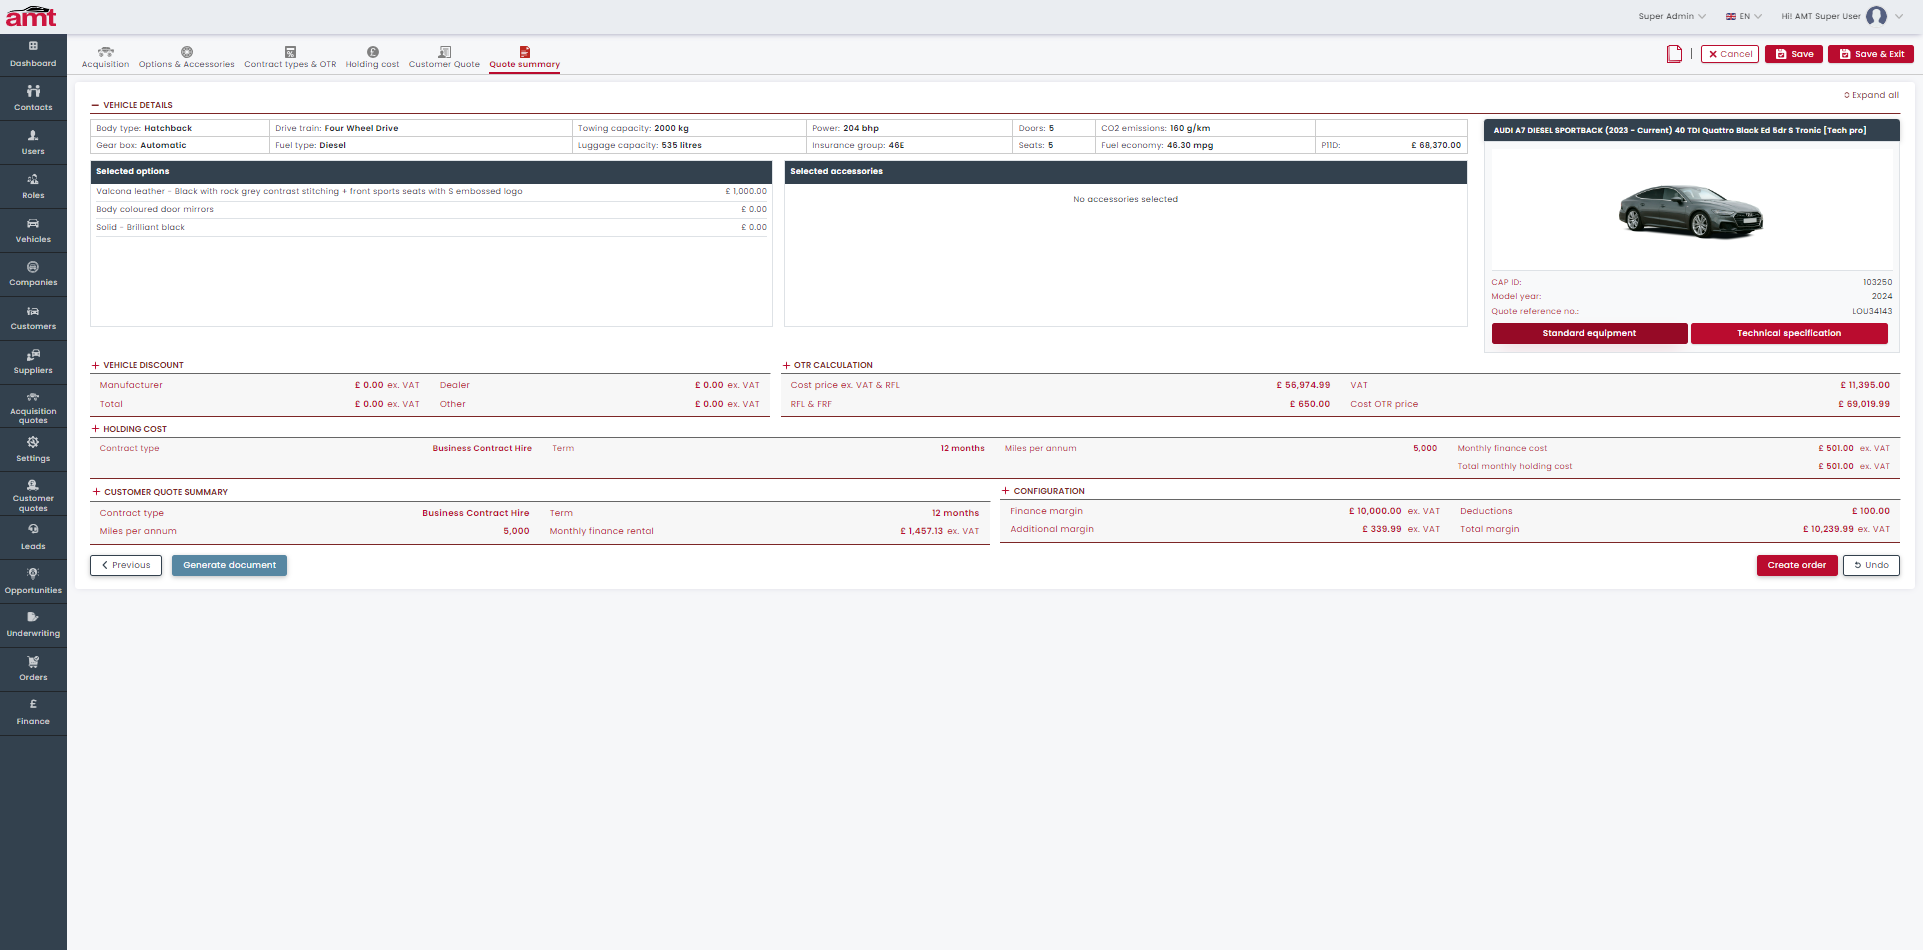 amt
Super Admin
EN
Hi! AMT Super User
Dashboard
Contacts
Users
Roles
Vehicles
Companies
Customers
Suppliers
Acquisition
quotes
Settings
Customer
quotes
Leads
Opportunities
Underwriting
Orders
Finance
Acquisition
Options & Accessories
Contract types & OTR
Holding cost
Customer Quote
Quote summary
Cancel
Save
Save & Exit
Expand all
VEHICLE DETAILS
Body type: Hatchback
Drive train: Four Wheel Drive
Towing capacity: 2000 kg
Power: 204 bhp
Doors: 5
CO2 emissions: 160 g/km
Gear box: Automatic
Fuel type: Diesel
Luggage capacity: 535 litres
Insurance group: 46E
Seats: 5
Fuel economy: 46.30 mpg
P11D: £ 68,370.00
Selected options
Valcona leather - Black with rock grey contrast stitching + front sports seats with S embossed logo £ 1,000.00
Body coloured door mirrors £ 0.00
Solid - Brilliant black £ 0.00
Selected accessories
No accessories selected
AUDI A7 DIESEL SPORTBACK (2023 - Current) 40 TDI Quattro Black Ed 5dr S Tronic [Tech pro]
CAP ID: 103250
Model year: 2024
Quote reference no.: LOU34143
Standard equipment
Technical specification
VEHICLE DISCOUNT
Manufacturer £ 0.00 ex. VAT Dealer £ 0.00 ex. VAT
Total £ 0.00 ex. VAT Other £ 0.00 ex. VAT
OTR CALCULATION
Cost price ex. VAT & RFL £ 56,974.99 VAT £ 11,395.00
RFL & FRF £ 650.00 Cost OTR price £ 69,019.99
HOLDING COST
Contract type Business Contract Hire Term 12 months Miles per annum 5,000 Monthly finance cost £ 501.00 ex. VAT
Total monthly holding cost £ 501.00 ex. VAT
CUSTOMER QUOTE SUMMARY
Contract type Business Contract Hire Term 12 months
Miles per annum 5,000 Monthly finance rental £ 1,457.13 ex. VAT
CONFIGURATION
Finance margin £ 10,000.00 ex. VAT Deductions £ 100.00
Additional margin £ 339.99 ex. VAT Total margin £ 10,239.99 ex. VAT
Previous
Generate document
Create order
Undo